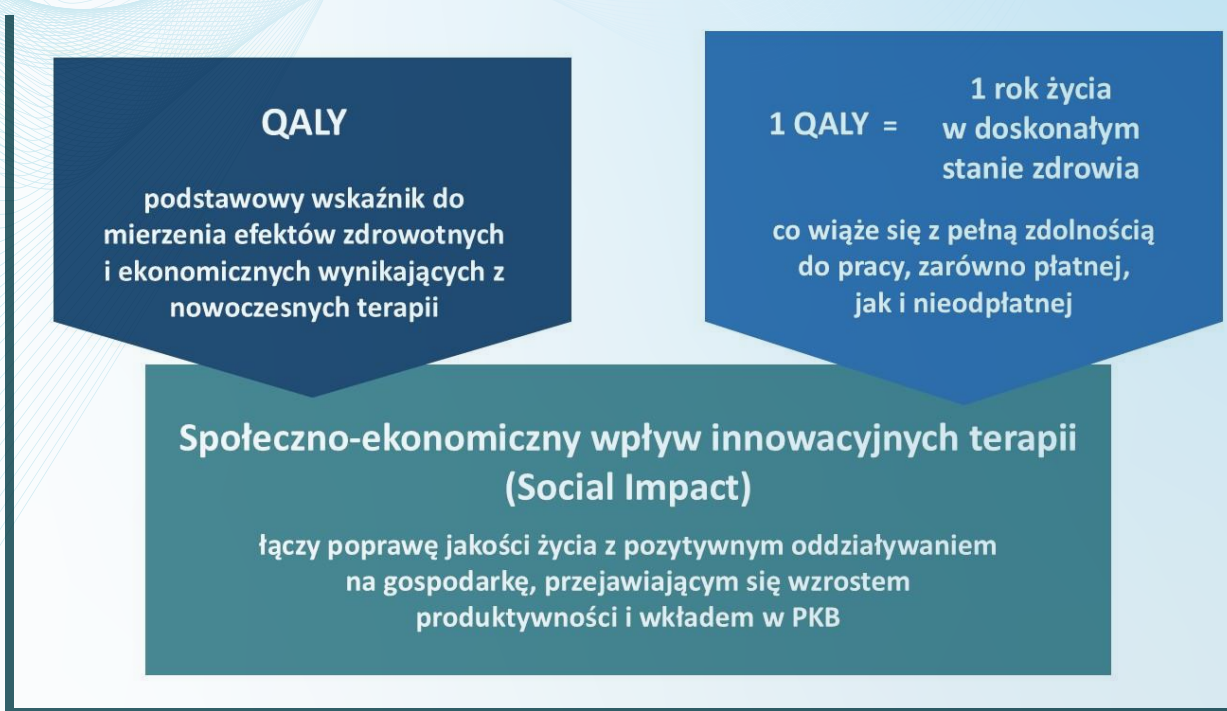 QALY
podstawowy wskaźnik do
mierzenia efektów zdrowotnych
i ekonomicznych wynikających z
nowoczesnych terapii
1 QALY = 1 rok życia
w doskonałym
stanie zdrowia
co wiąże się z pełną zdolnością
do pracy, zarówno płatnej,
jak i nieodpłatnej
Społeczno-ekonomiczny wpływ innowacyjnych terapii
(Social Impact)
łączy poprawę jakości życia z pozytywnym oddziaływaniem
na gospodarkę, przejawiającym się wzrostem
produktywności i wkładem w PKB